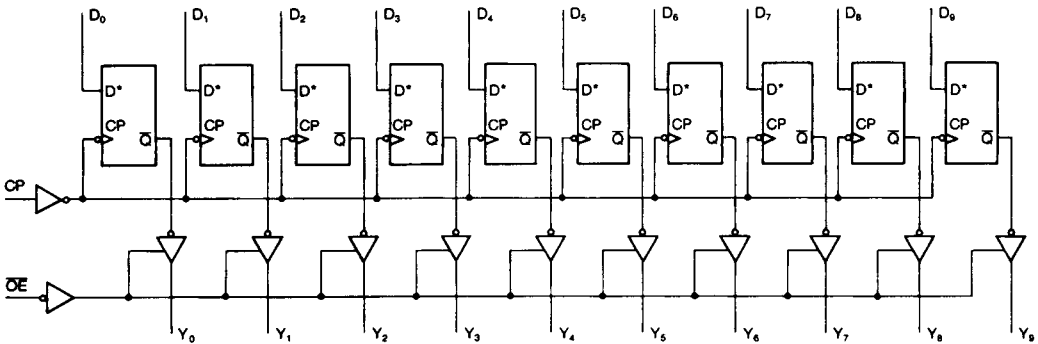 D₀ D₁ D₂ D₃ D₄ D₅ D₆ D₇ D₈ D₉
D* D* D* D* D* D* D* D* D* D*
CP CP CP CP CP CP CP CP CP CP
Q̅ Q̅ Q̅ Q̅ Q̅ Q̅ Q̅ Q̅ Q̅ Q̅
CP
O̅E̅
Y₀ Y₁ Y₂ Y₃ Y₄ Y₅ Y₆ Y₇ Y₈ Y₉